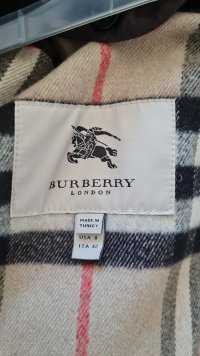 BURBERRY
LONDON
MADE IN
TURKEY
USA 8
ITA 42